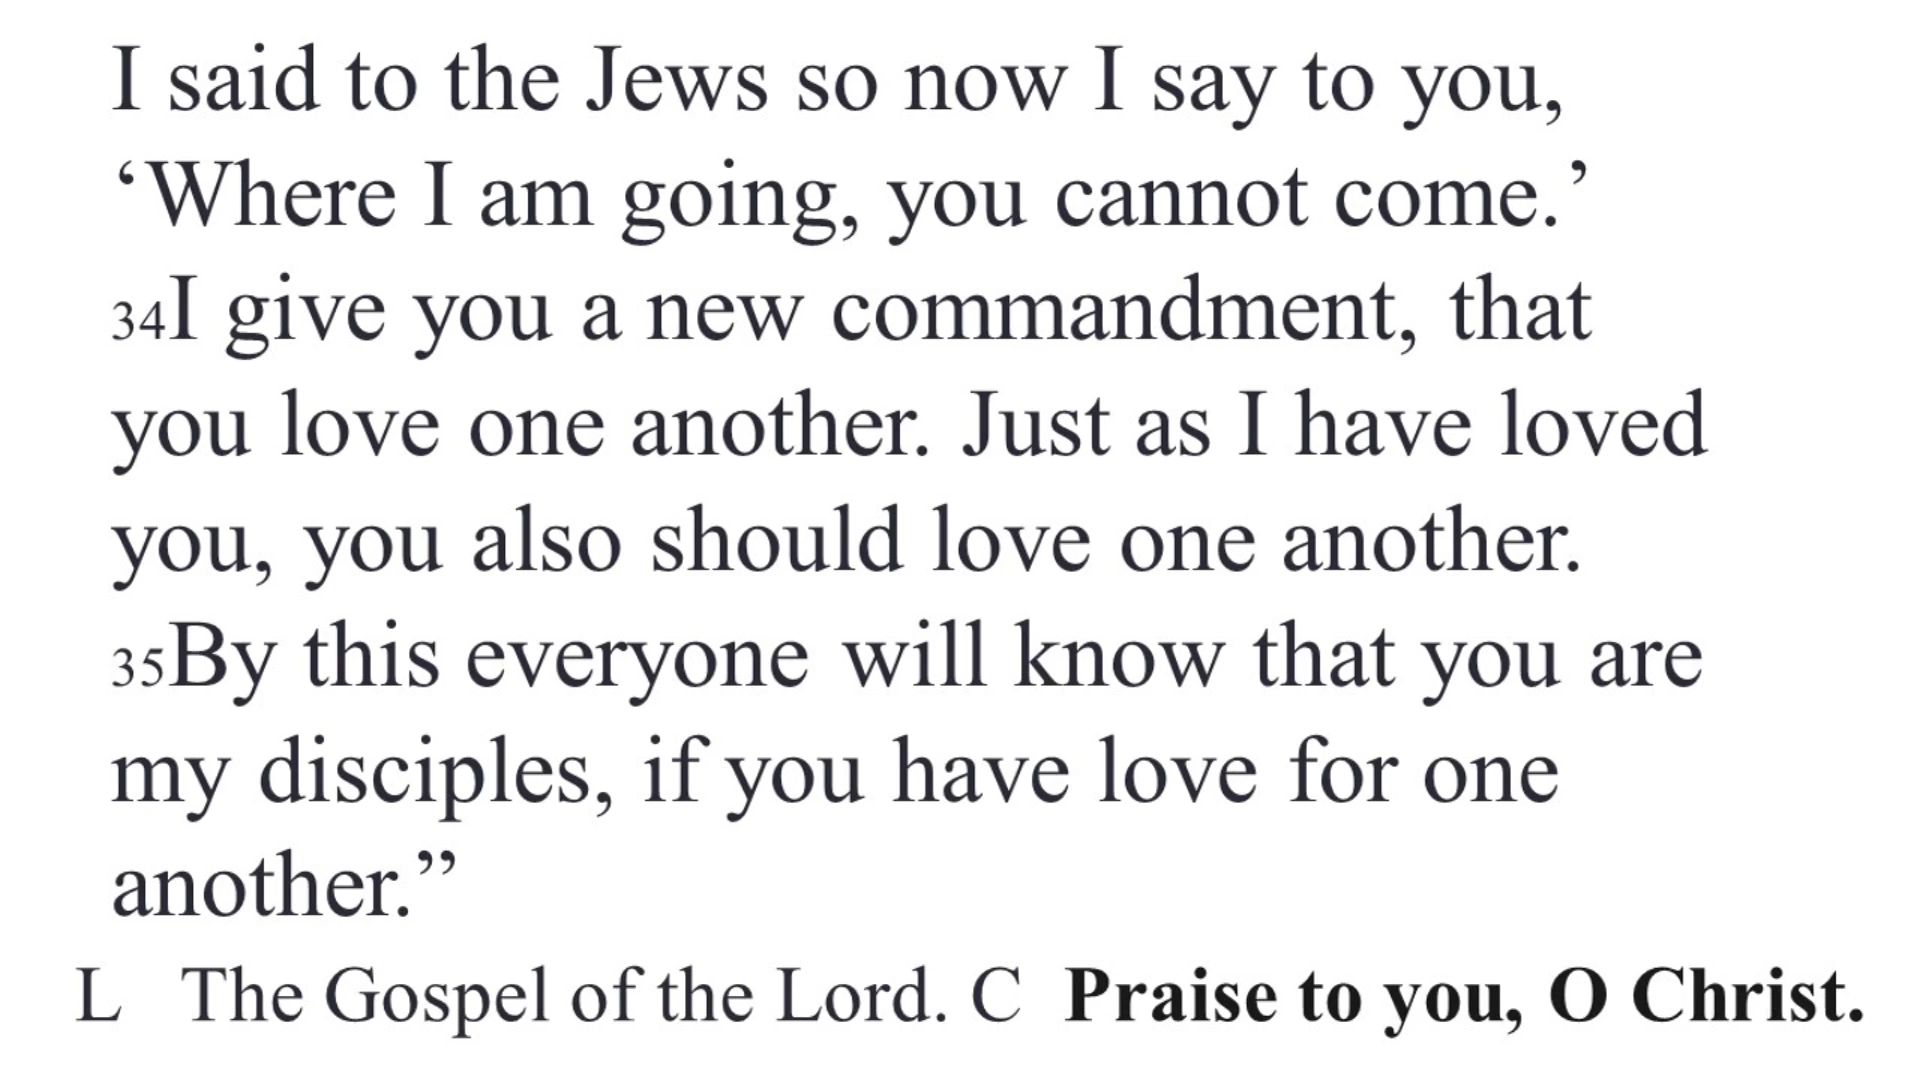 I said to the Jews so now I say to you,
‘Where I am going, you cannot come.’
34I give you a new commandment, that
you love one another. Just as I have loved
you, you also should love one another.
35By this everyone will know that you are
my disciples, if you have love for one
another.”
L The Gospel of the Lord. C Praise to you, O Christ.